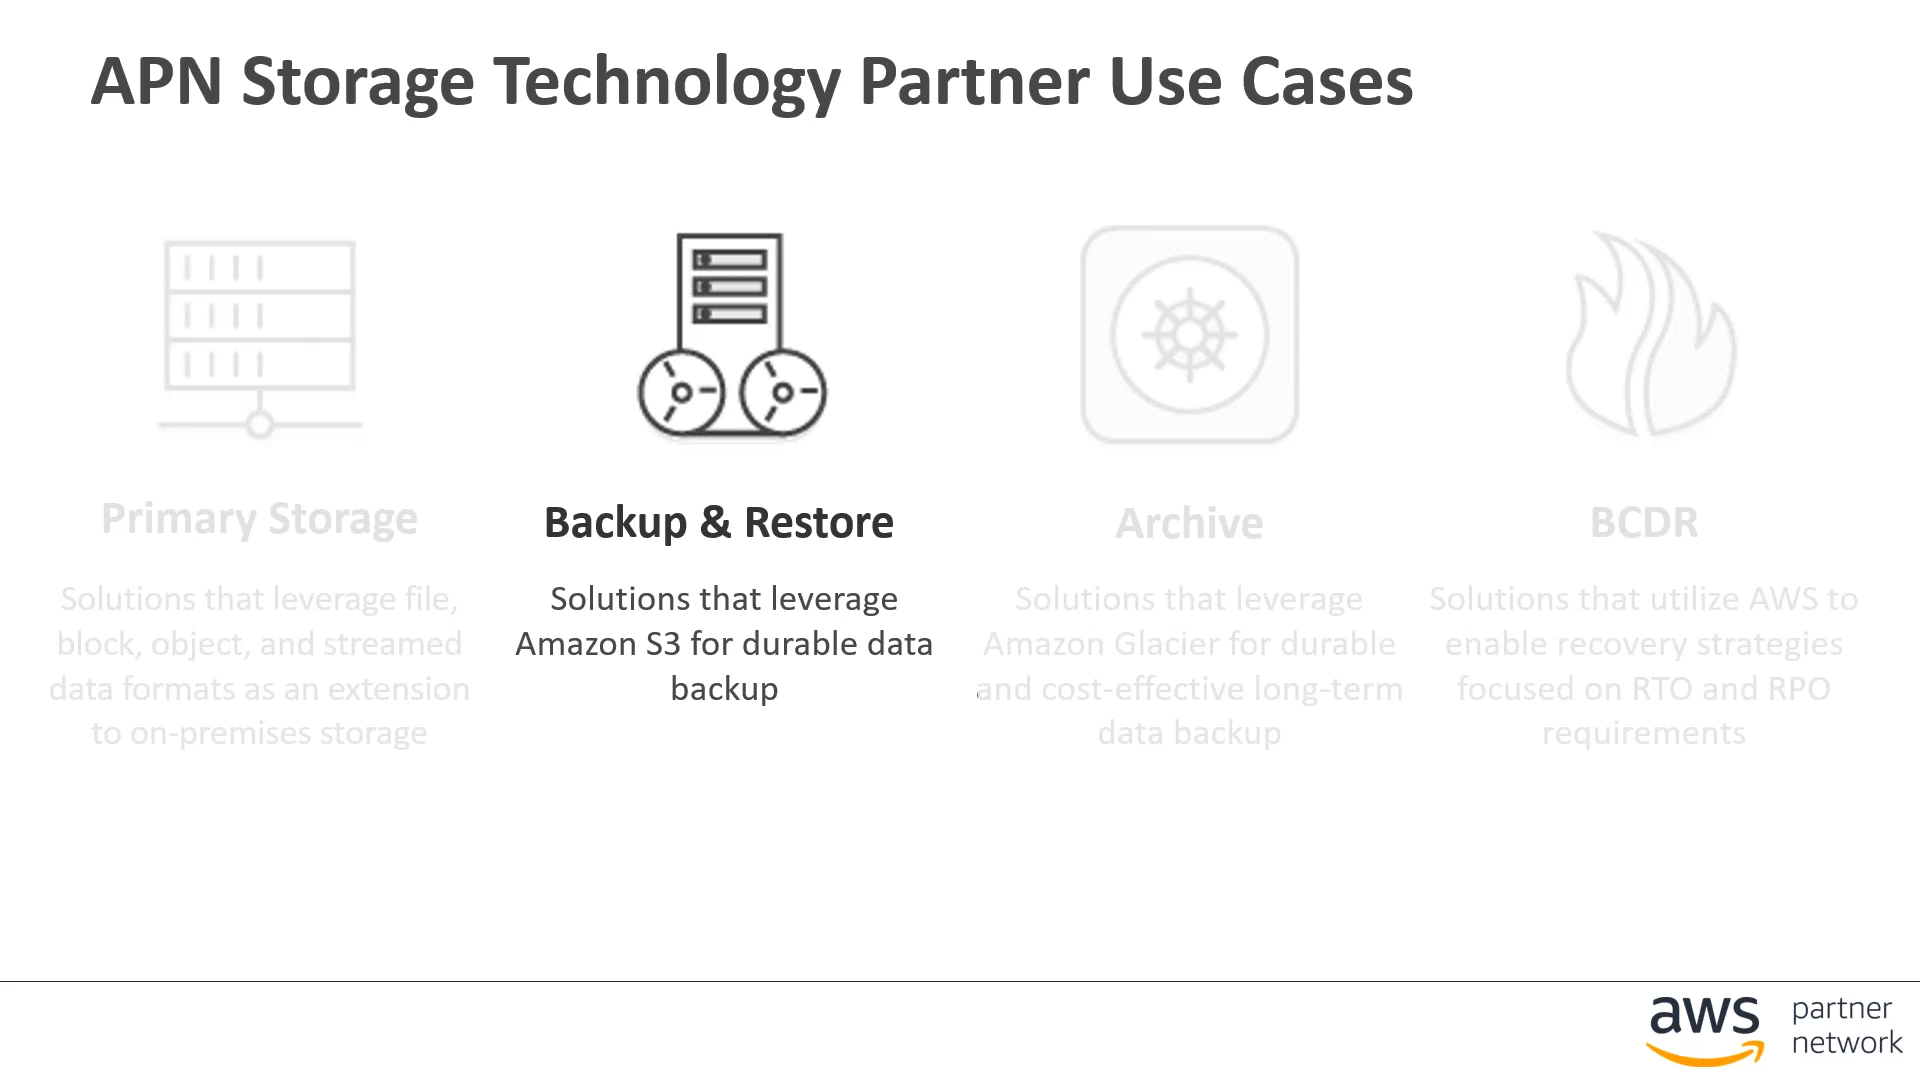 APN Storage Technology Partner Use Cases
Primary Storage
Solutions that leverage file,
block, object, and streamed
data formats as an extension
to on-premises storage
Backup & Restore
Solutions that leverage
Amazon S3 for durable data
backup
Archive
Solutions that leverage
Amazon Glacier for durable
and cost-effective long-term
data backup
BCDR
Solutions that utilize AWS to
enable recovery strategies
focused on RTO and RPO
requirements
aws
partner
network